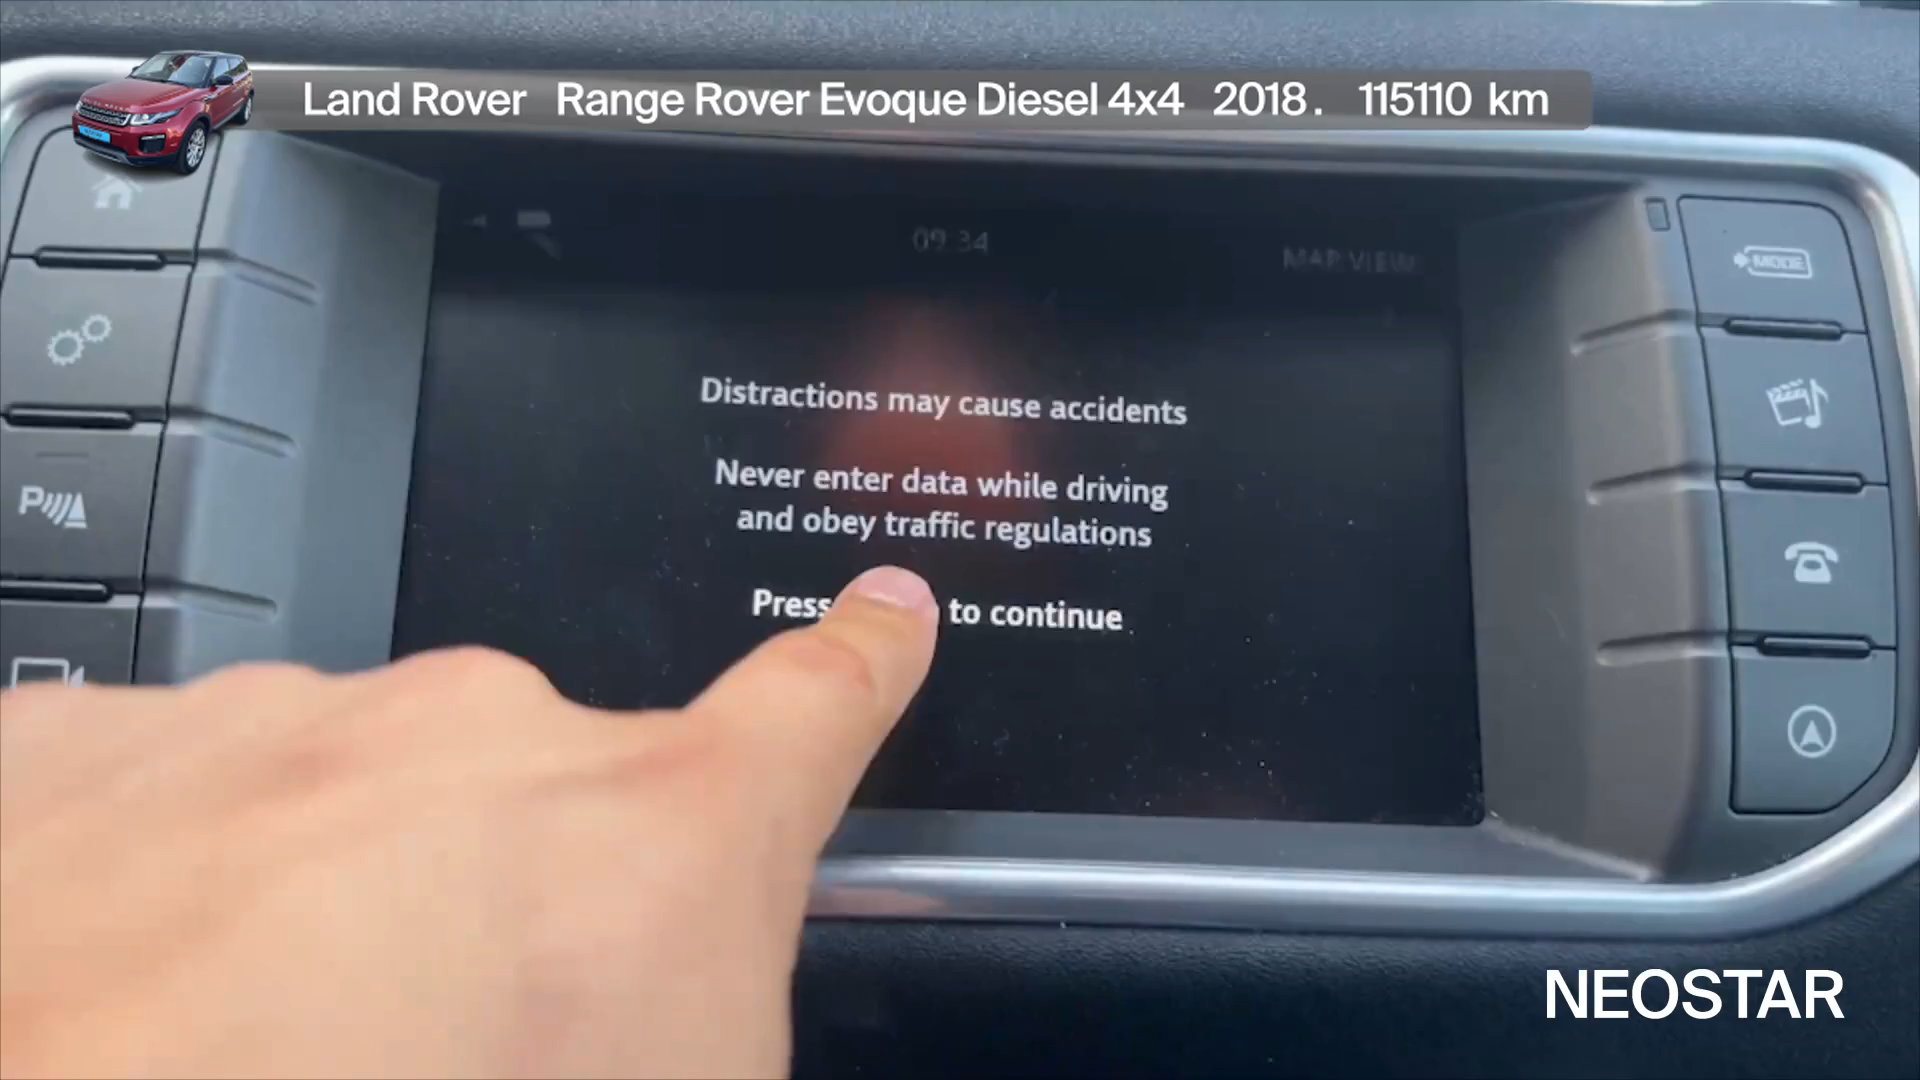 Land Rover Range Rover Evoque Diesel 4x4 2018. 115110 km
09:34
MAP VIEW
MODE
Distractions may cause accidents
Never enter data while driving
and obey traffic regulations
Press to continue
P
NEOSTAR